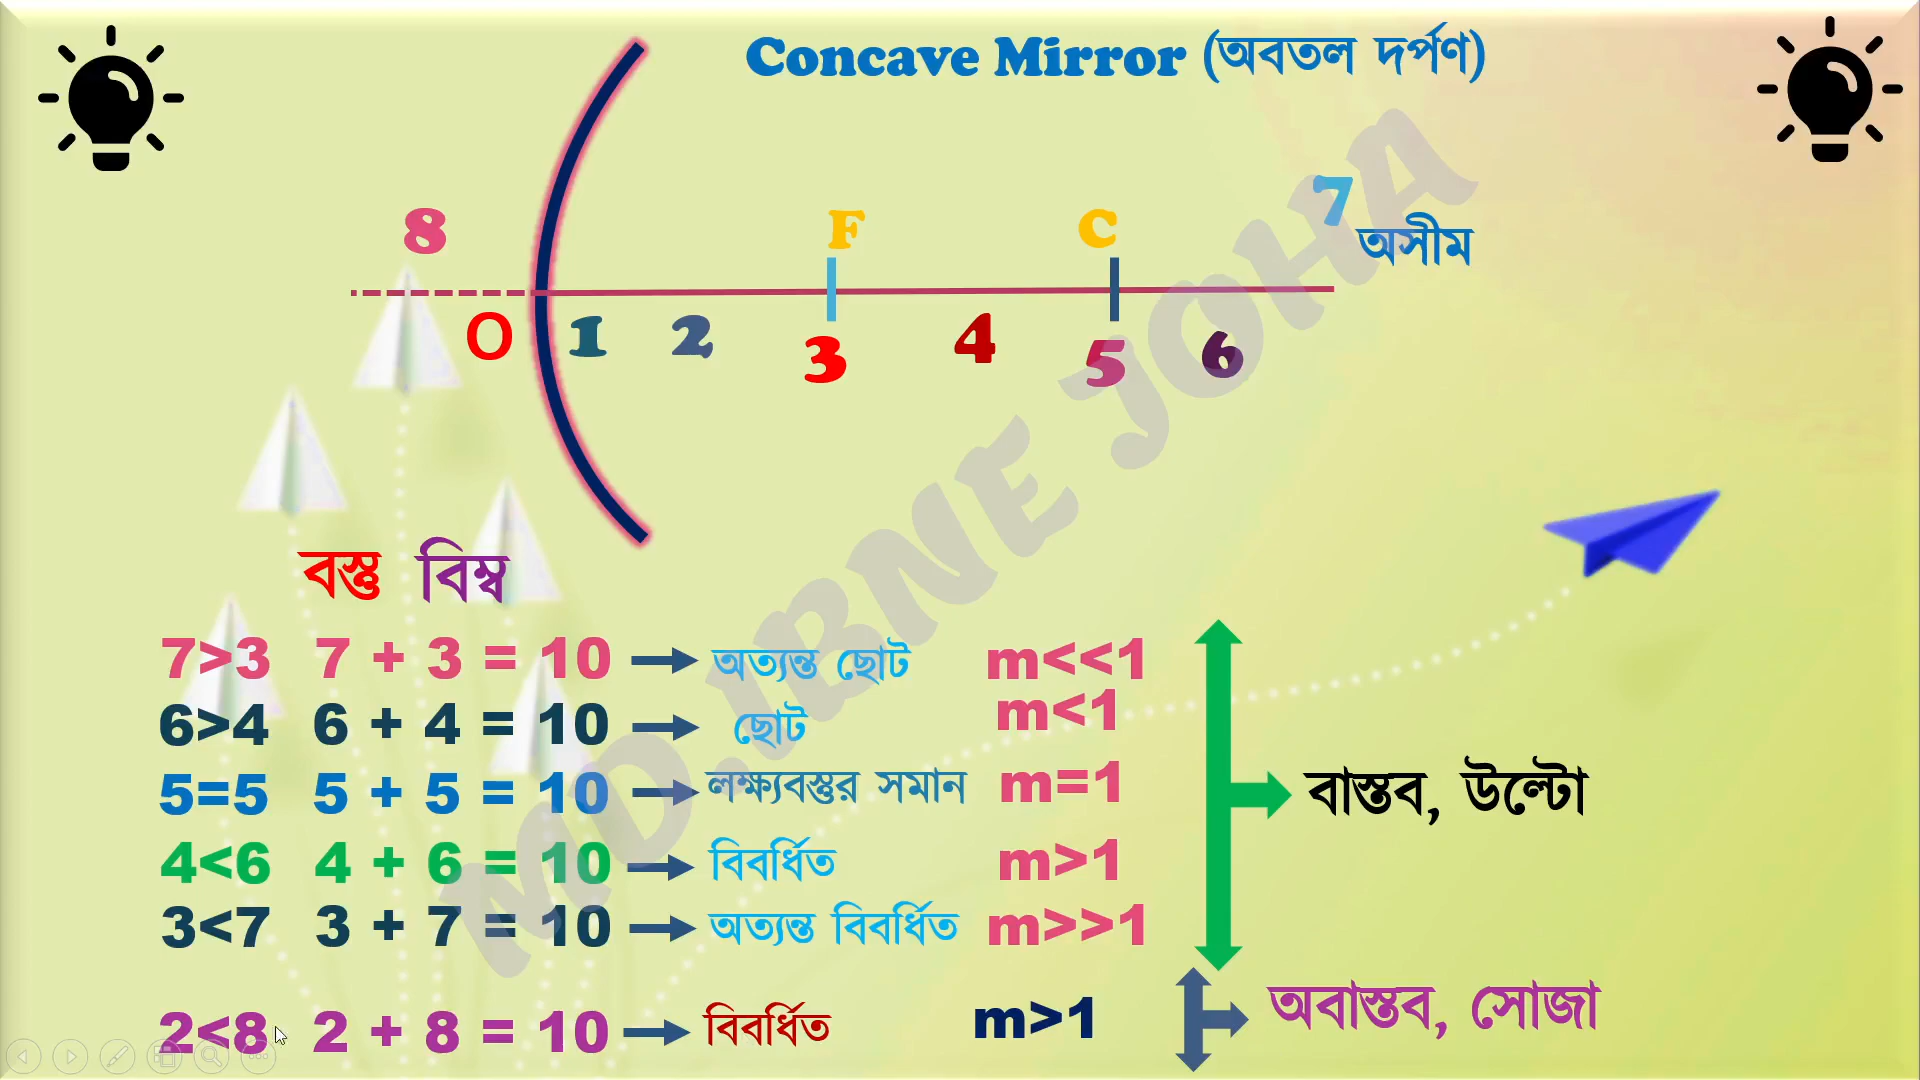 Concave Mirror (অবতল দর্পণ)
8 F C 7
অসীম
O 1 2 3 4 5 6
MD.IBNE JOHA
বস্তু বিম্ব
7>3 7 + 3 = 10 অত্যন্ত ছোট m<<1
6>4 6 + 4 = 10 ছোট m<1
5=5 5 + 5 = 10 লক্ষ্যবস্তুর সমান m=1
বাস্তব, উল্টো
4<6 4 + 6 = 10 বিবর্ধিত m>1
3<7 3 + 7 = 10 অত্যন্ত বিবর্ধিত m>>1
2<8 2 + 8 = 10 বিবর্ধিত m>1 অবাস্তব, সোজা